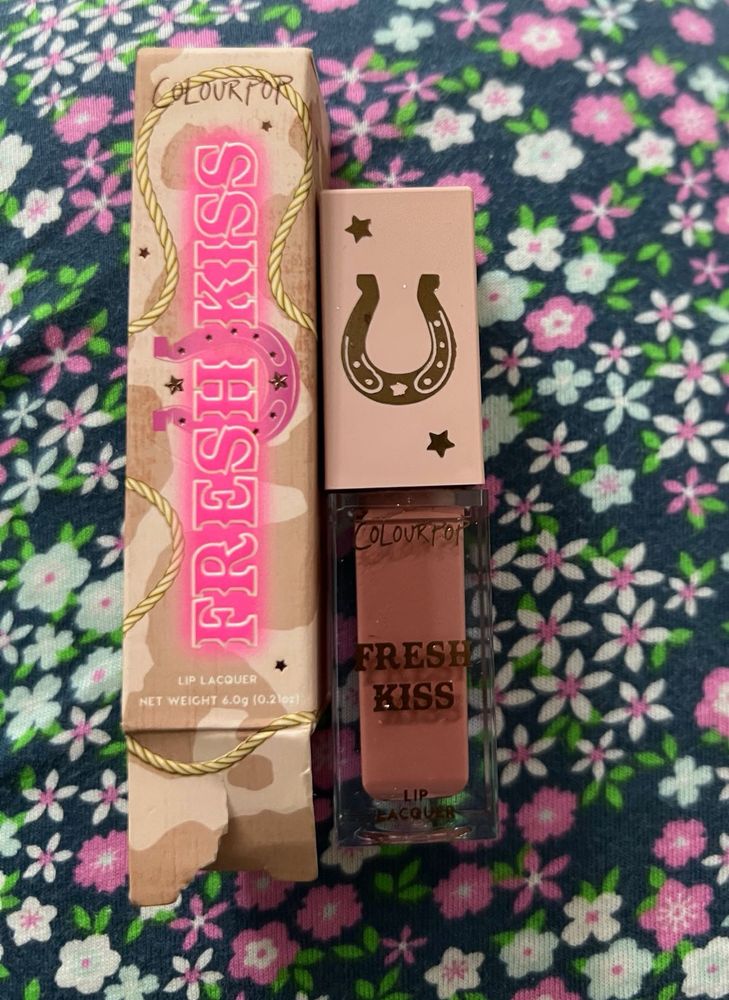 COLOURPOP
FRESH KISS
LIP LACQUER
NET WEIGHT 6.0g (0.21oz)
COLOURPOP
FRESH
KISS
LIP
LACQUER